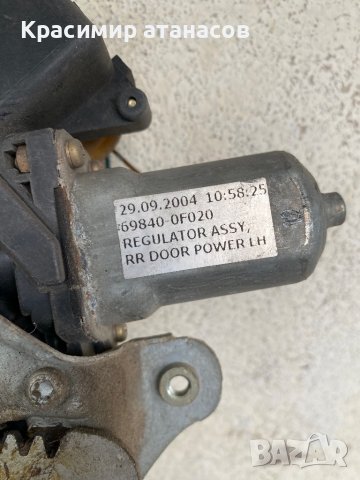 Красимир атанасов
29.09.2004 10:58:25
69840-0F020
REGULATOR ASSY,
RR DOOR POWER LH
BAZAR